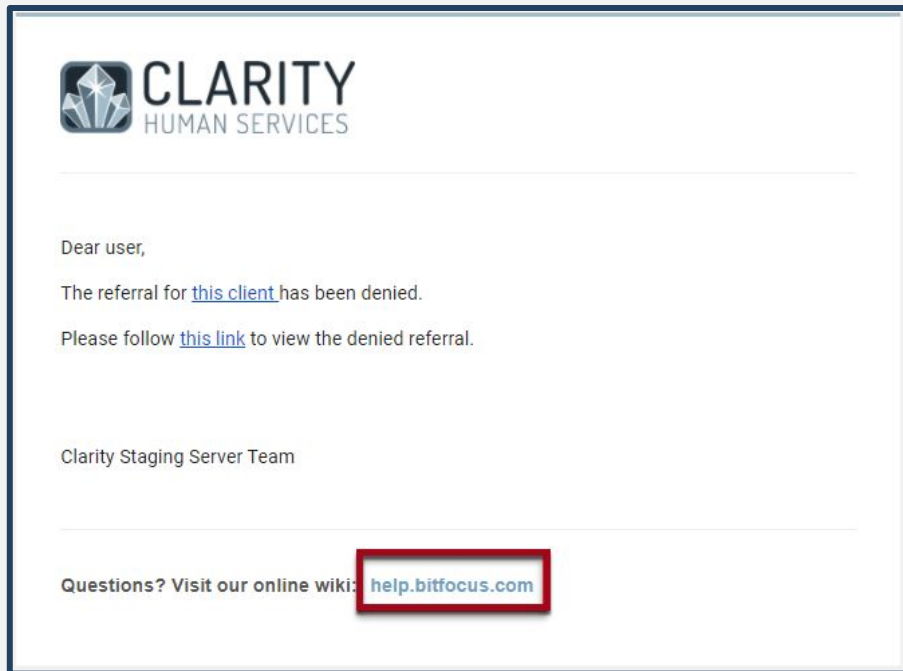 CLARITY
HUMAN SERVICES
Dear user,
The referral for this client has been denied.
Please follow this link to view the denied referral.
Clarity Staging Server Team
Questions? Visit our online wiki: help.bitfocus.com